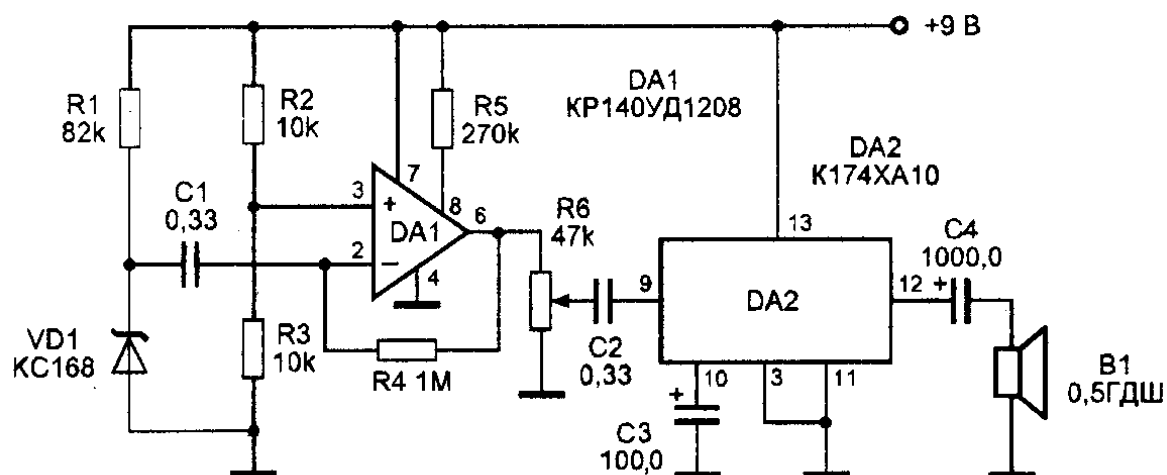 +9 В
R1
82k
R2
10k
R5
270k
DA1
КР140УД1208
DA2
К174ХА10
C1
0,33
3
+
7
8
DA1
6
2
–
4
R6
47k
13
C4
1000,0
9
DA2
12
+
VD1
КС168
R3
10k
R4 1M
C2
0,33
10
3
11
+
C3
100,0
B1
0,5ГДШ